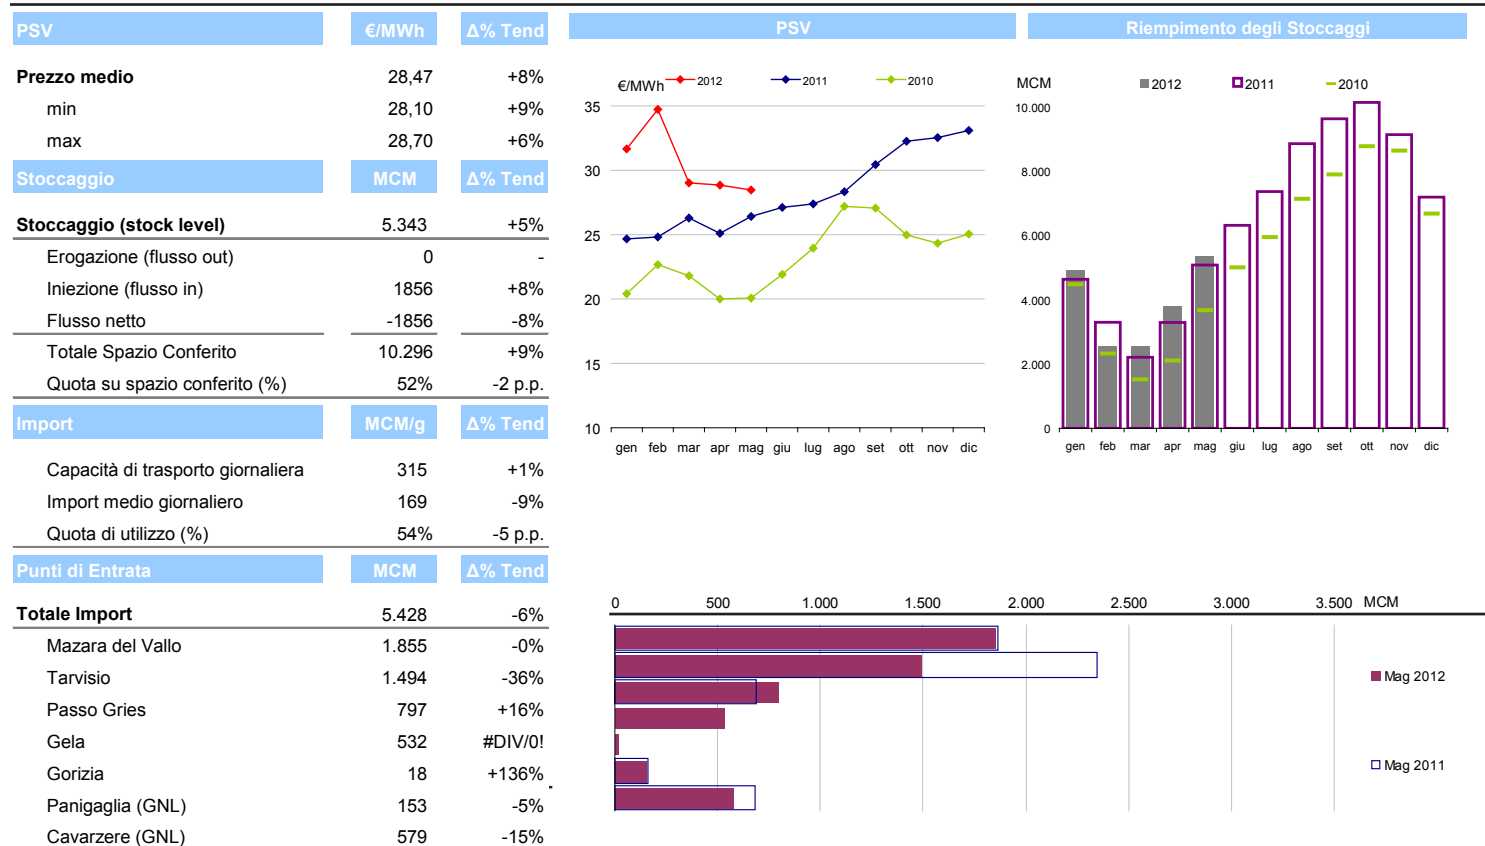 PSV €/MWh Δ% Tend
Prezzo medio 28,47 +8%
min 28,10 +9%
max 28,70 +6%
Stoccaggio MCM Δ% Tend
Stoccaggio (stock level) 5.343 +5%
Erogazione (flusso out) 0 -
Iniezione (flusso in) 1856 +8%
Flusso netto -1856 -8%
Totale Spazio Conferito 10.296 +9%
Quota su spazio conferito (%) 52% -2 p.p.
Import MCM/g Δ% Tend
Capacità di trasporto giornaliera 315 +1%
Import medio giornaliero 169 -9%
Quota di utilizzo (%) 54% -5 p.p.
Punti di Entrata MCM Δ% Tend
Totale Import 5.428 -6%
Mazara del Vallo 1.855 -0%
Tarvisio 1.494 -36%
Passo Gries 797 +16%
Gela 532 #DIV/0!
Gorizia 18 +136%
Panigaglia (GNL) 153 -5%
Cavarzere (GNL) 579 -15%
PSV
€/MWh 2012 2011 2010
35
30
25
20
15
10
gen feb mar apr mag giu lug ago set ott nov dic
Riempimento degli Stoccaggi
MCM 2012 2011 2010
10.000
8.000
6.000
4.000
2.000
0
gen feb mar apr mag giu lug ago set ott nov dic
0 500 1.000 1.500 2.000 2.500 3.000 3.500 MCM
Mag 2012
Mag 2011